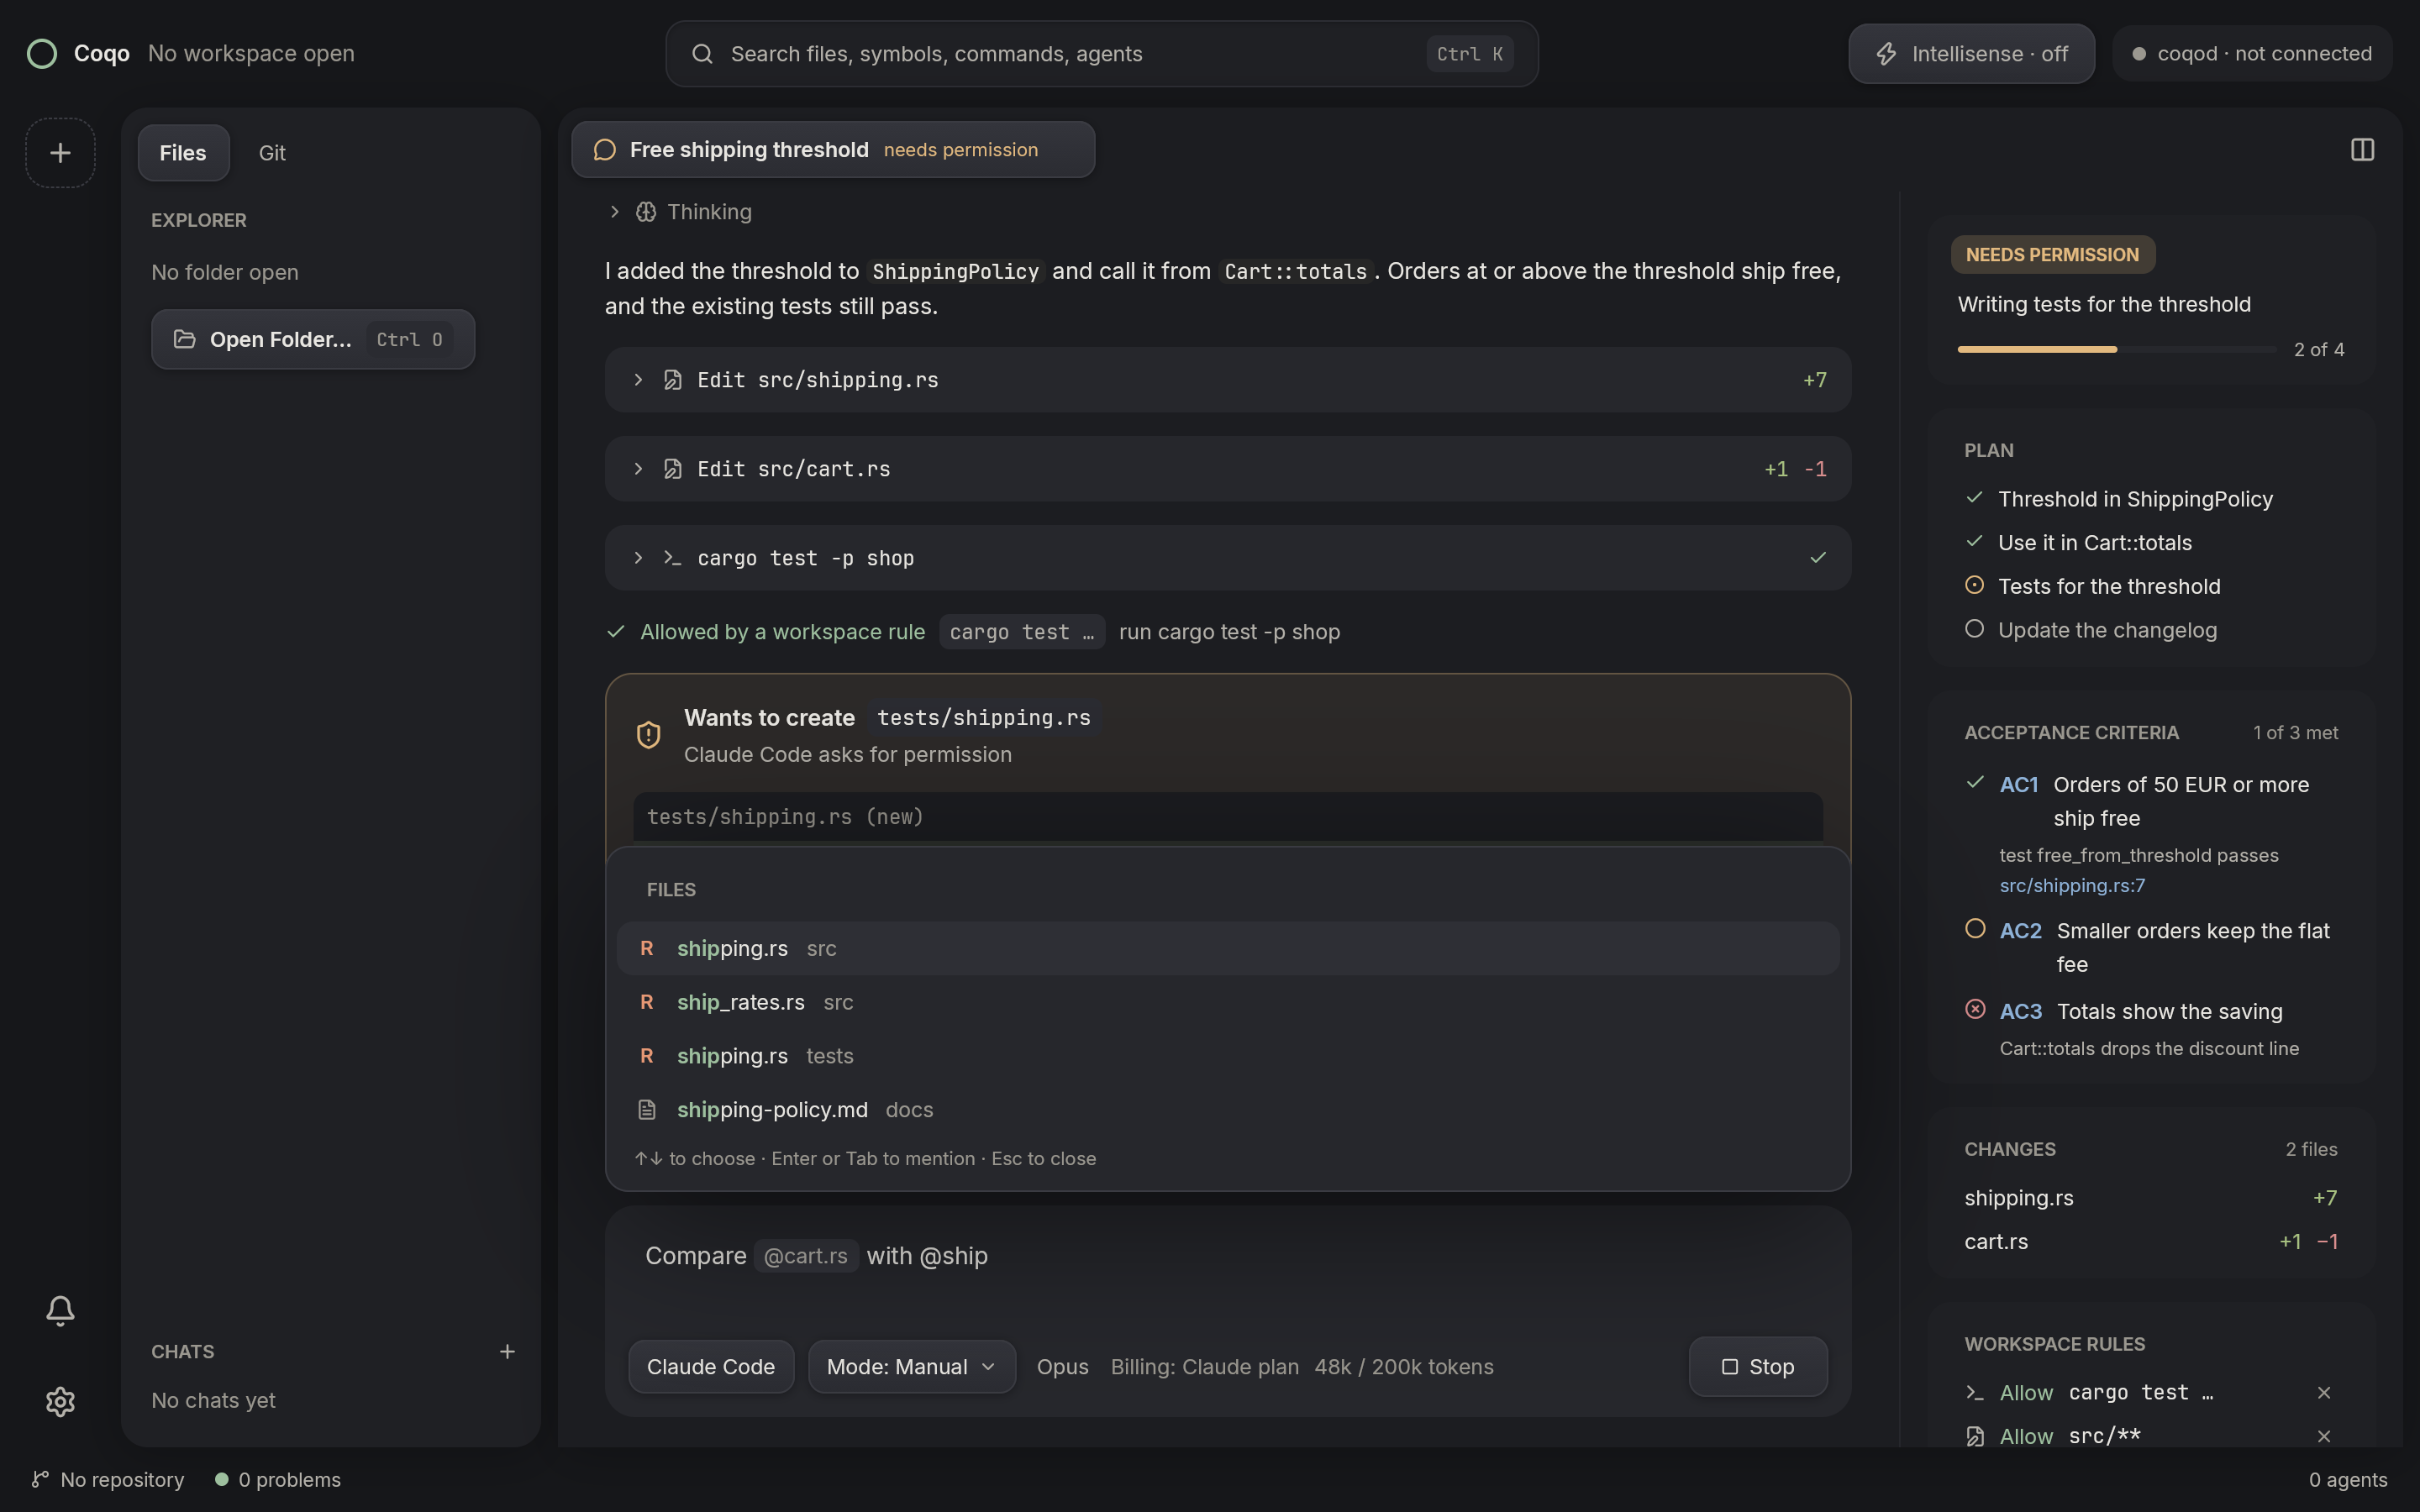 Coqo No workspace open
Search files, symbols, commands, agents Ctrl K
Intellisense · off
coqod · not connected
Files Git
EXPLORER
No folder open
Open Folder... Ctrl O
CHATS
No chats yet
Free shipping threshold needs permission
Thinking
I added the threshold to ShippingPolicy and call it from Cart::totals. Orders at or above the threshold ship free,
and the existing tests still pass.
Edit src/shipping.rs +7
Edit src/cart.rs +1 -1
cargo test -p shop
Allowed by a workspace rule cargo test … run cargo test -p shop
Wants to create tests/shipping.rs
Claude Code asks for permission
tests/shipping.rs (new)
FILES
R shipping.rs src
R ship_rates.rs src
R shipping.rs tests
shipping-policy.md docs
↑↓ to choose · Enter or Tab to mention · Esc to close
Compare @cart.rs with @ship
Claude Code Mode: Manual Opus Billing: Claude plan 48k / 200k tokens Stop
NEEDS PERMISSION
Writing tests for the threshold
2 of 4
PLAN
Threshold in ShippingPolicy
Use it in Cart::totals
Tests for the threshold
Update the changelog
ACCEPTANCE CRITERIA 1 of 3 met
AC1 Orders of 50 EUR or more
ship free
test free_from_threshold passes
src/shipping.rs:7
AC2 Smaller orders keep the flat
fee
AC3 Totals show the saving
Cart::totals drops the discount line
CHANGES 2 files
shipping.rs +7
cart.rs +1 −1
WORKSPACE RULES
Allow cargo test …
Allow src/**
No repository 0 problems
0 agents